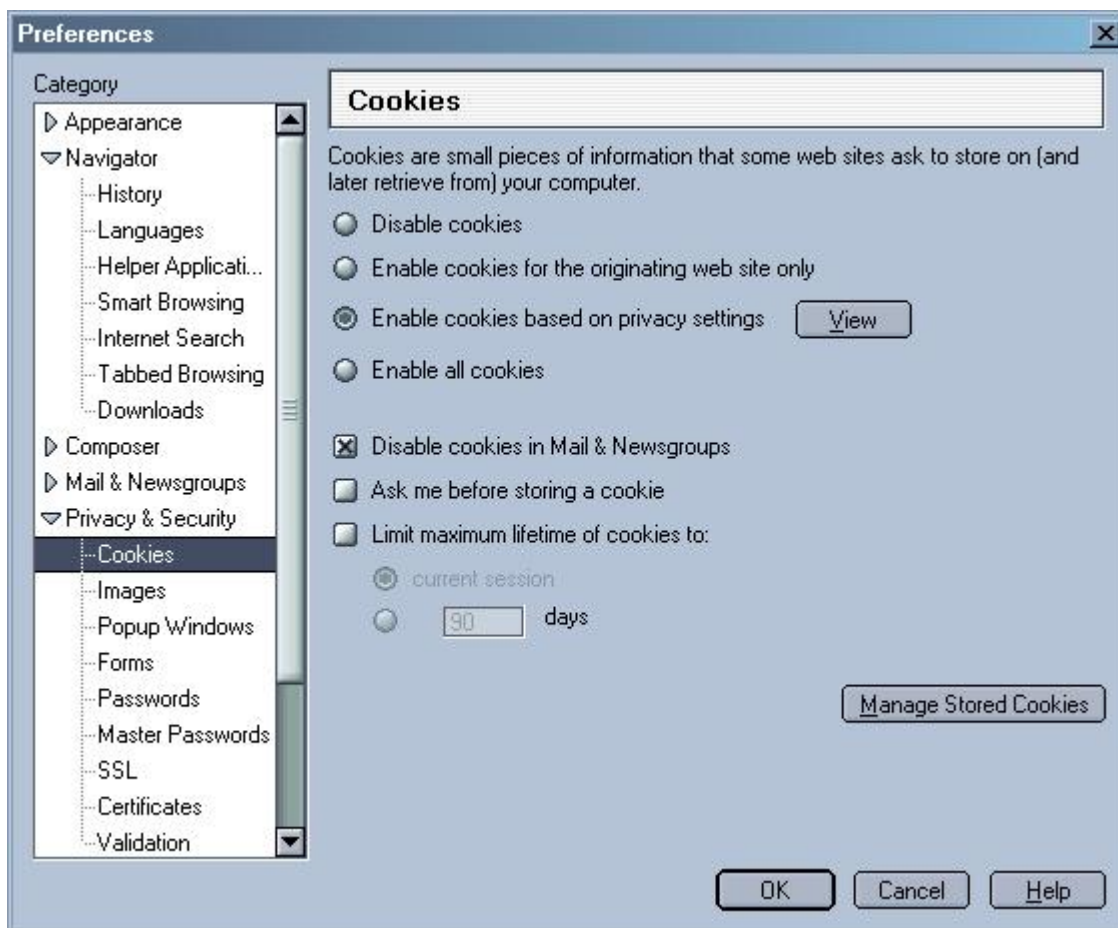 Preferences
Category
Appearance
Navigator
History
Languages
Helper Applicati...
Smart Browsing
Internet Search
Tabbed Browsing
Downloads
Composer
Mail & Newsgroups
Privacy & Security
Cookies
Images
Popup Windows
Forms
Passwords
Master Passwords
SSL
Certificates
Validation
Cookies
Cookies are small pieces of information that some web sites ask to store on (and
later retrieve from) your computer.
Disable cookies
Enable cookies for the originating web site only
Enable cookies based on privacy settings View
Enable all cookies
Disable cookies in Mail & Newsgroups
Ask me before storing a cookie
Limit maximum lifetime of cookies to:
current session
90 days
Manage Stored Cookies
OK Cancel Help